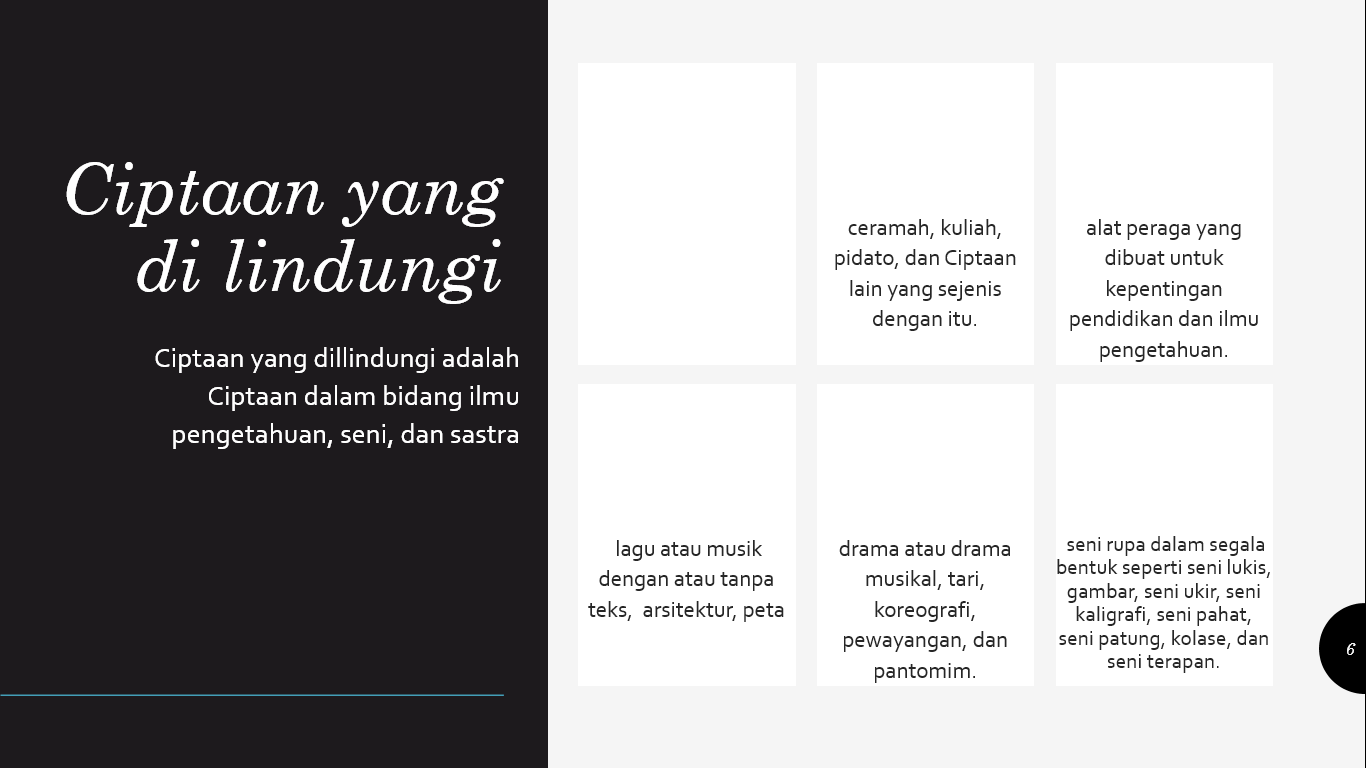 Ciptaan yang
di lindungi
Ciptaan yang dillindungi adalah
Ciptaan dalam bidang ilmu
pengetahuan, seni, dan sastra
ceramah, kuliah,
pidato, dan Ciptaan
lain yang sejenis
dengan itu.
alat peraga yang
dibuat untuk
kepentingan
pendidikan dan ilmu
pengetahuan.
lagu atau musik
dengan atau tanpa
teks,  arsitektur, peta
drama atau drama
musikal, tari,
koreografi,
pewayangan, dan
pantomim.
seni rupa dalam segala
bentuk seperti seni lukis,
gambar, seni ukir, seni
kaligrafi, seni pahat,
seni patung, kolase, dan
seni terapan.
6